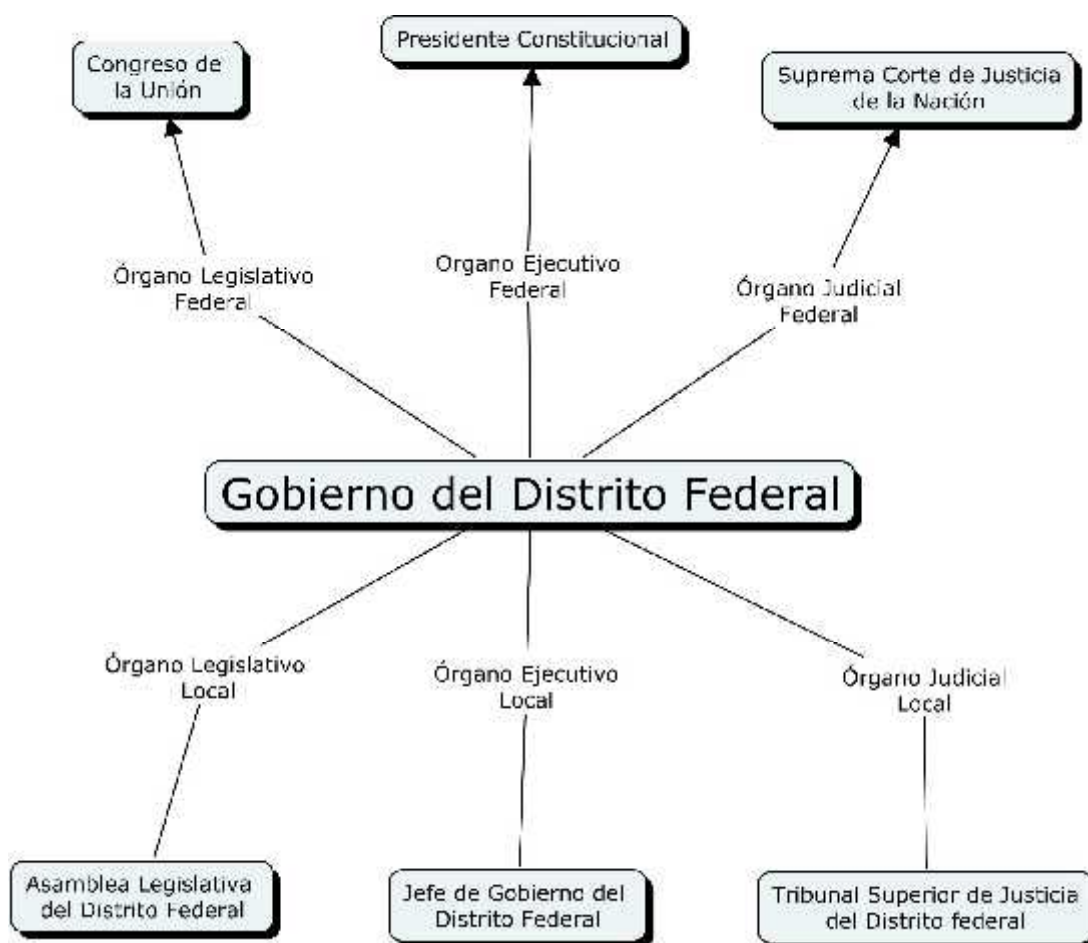 Congreso de
la Unión
Presidente Constitucional
Suprema Corte de Justicia
de la Nación
Órgano Legislativo
Federal
Organo Ejecutivo
Federal
Órgano Judicial
Federal
Gobierno del Distrito Federal
Órgano Legislativo
Local
Órgano Ejecutivo
Local
Órgano Judicial
Local
Asamblea Legislativa
del Distrito Federal
Jefe de Gobierno del
Distrito Federal
Tribunal Superior de Justicia
del Distrito federal